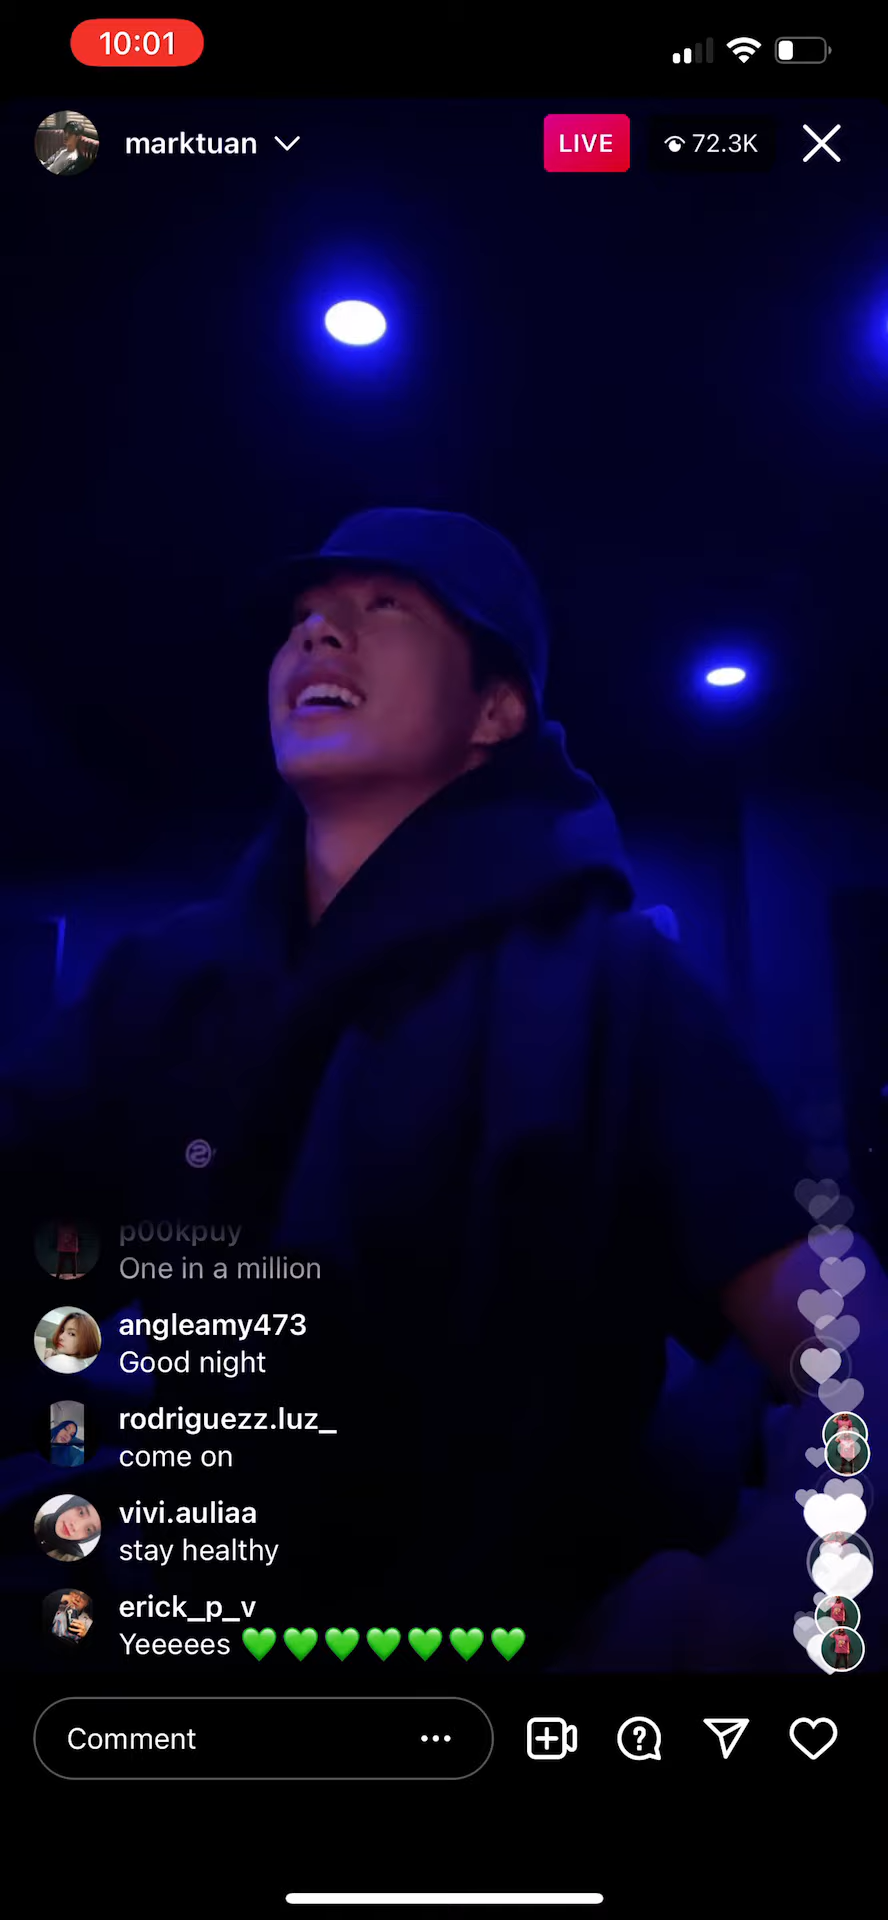 10:01
marktuan
LIVE
72.3K
p00kpuy
One in a million
angleamy473
Good night
rodriguezz.luz_
come on
vivi.auliaa
stay healthy
erick_p_v
Yeeeees 💚💚💚💚💚💚💚
Comment